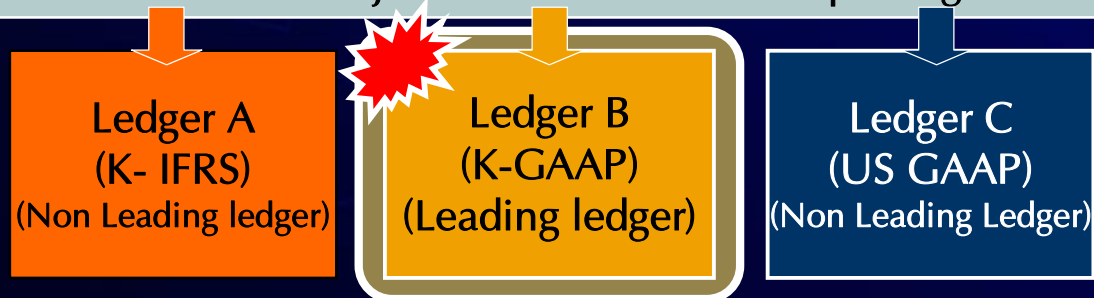 Ledger A
(K- IFRS)
(Non Leading ledger)
Ledger B
(K-GAAP)
(Leading ledger)
Ledger C
(US GAAP)
(Non Leading Ledger)